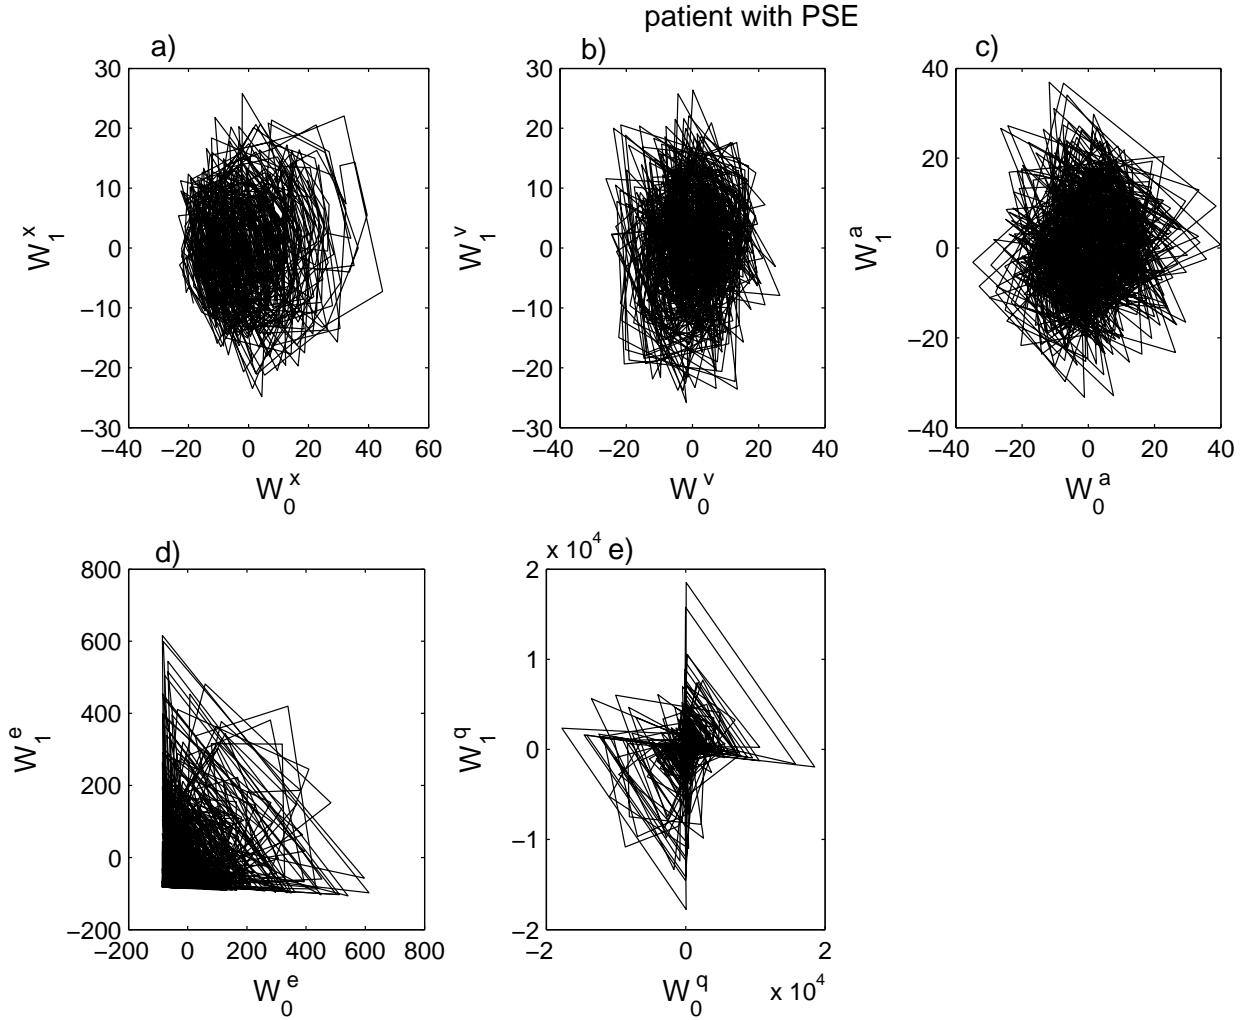 patient with PSE
a)
30
20
10
0
−10
−20
−30
−40 −20 0 20 40 60
W_1^x
W_0^x
b)
30
20
10
0
−10
−20
−30
−40 −20 0 20 40
W_1^v
W_0^v
c)
40
20
0
−20
−40
−40 −20 0 20 40
W_1^a
W_0^a
d)
800
600
400
200
0
−200
−200 0 200 400 600 800
W_1^e
W_0^e
x 10^4 e)
2
1
0
−1
−2
−2 0 2
W_1^q
W_0^q x 10^4